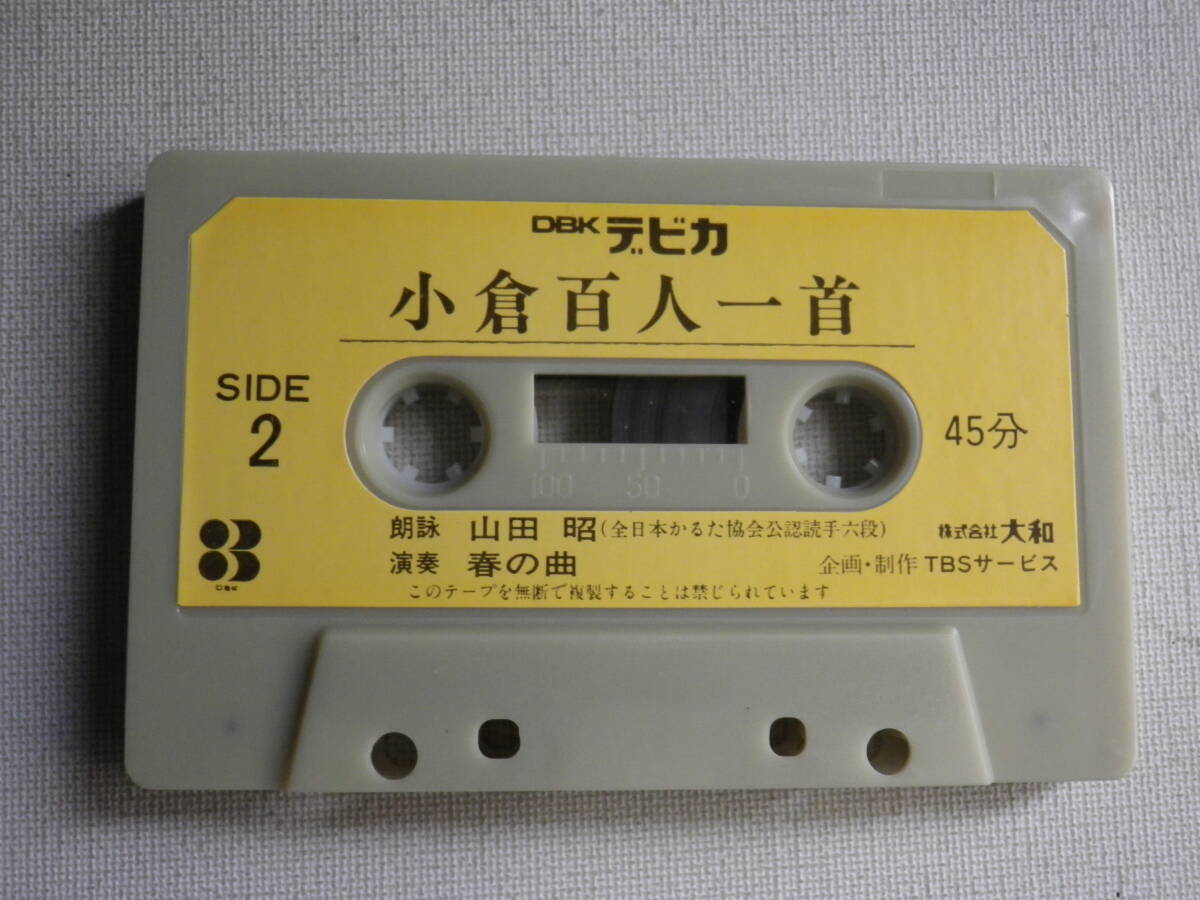 DBK デビカ
小倉百人一首
SIDE 2
45分
100 50 0
朗詠 山田 昭(全日本かるた協会公認読手六段) 株式会社 大和
演奏 春の曲 企画・制作 TBSサービス
DBK
このテープを無断で複製することは禁じられています